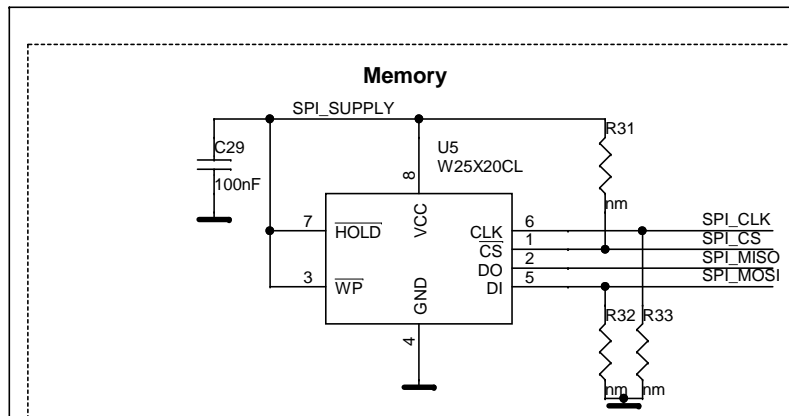 Memory
SPI_SUPPLY
R31
C29
U5
W25X20CL
100nF
8
nm
7
HOLD
VCC
CLK
6
SPI_CLK
CS
1
SPI_CS
DO
2
SPI_MISO
3
WP
GND
DI
5
SPI_MOSI
4
R32
R33
nm
nm